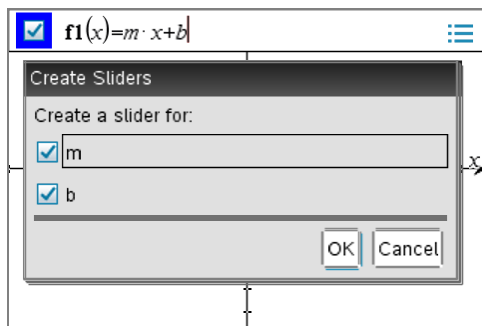 f1(x)=m· x+b
Create Sliders
Create a slider for:
m
x
b
OK Cancel